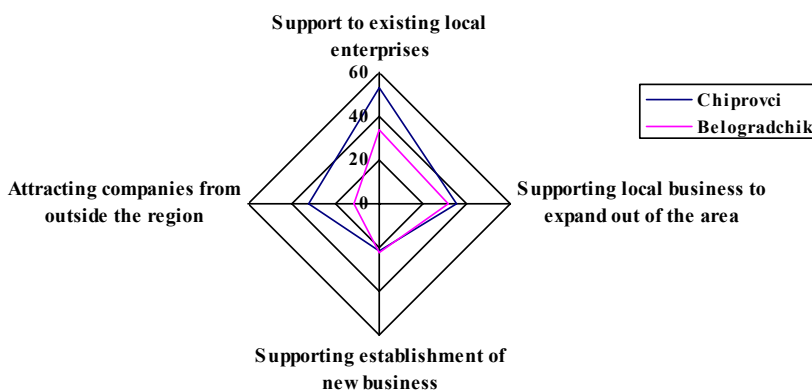 Support to existing local
enterprises
60
40
20
0
Chiprovci
Belogradchik
Attracting companies from
outside the region
Supporting local business to
expand out of the area
Supporting establishment of
new business